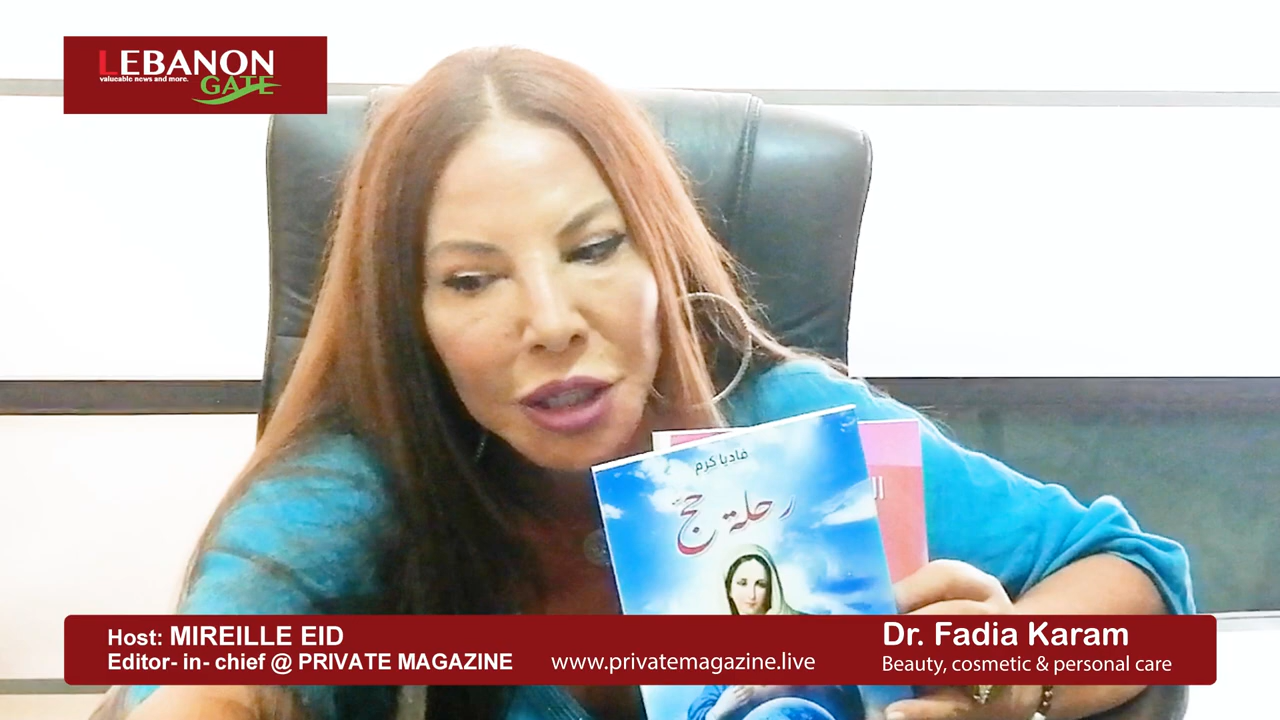 LEBANON
valueable news and more.
GATE
فاديا كرم
رحلة حجّ
Host: MIREILLE EID
Editor- in- chief @ PRIVATE MAGAZINE
www.privatemagazine.live
Dr. Fadia Karam
Beauty, cosmetic & personal care